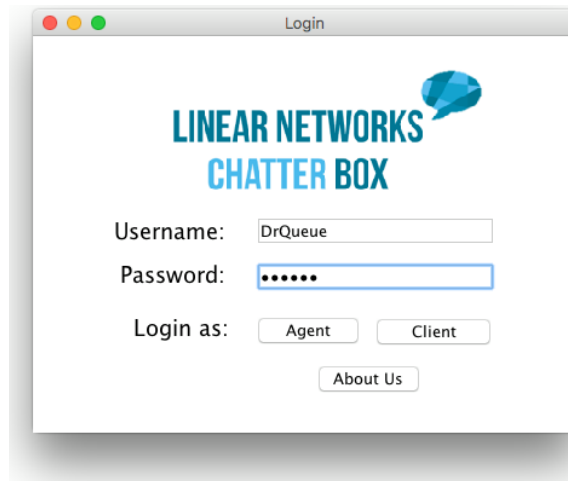 Login
LINEAR NETWORKS
CHATTER BOX
Username: DrQueue
Password: ••••••
Login as: Agent Client
About Us